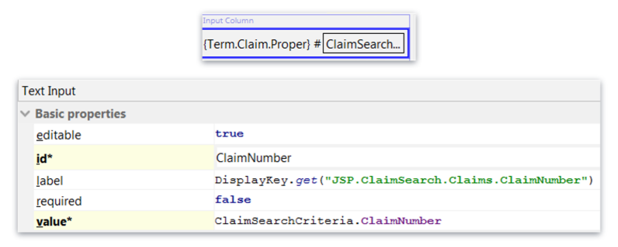 Input Column
{Term.Claim.Proper} # ClaimSearch...
Text Input
Basic properties
editable true
id* ClaimNumber
label DisplayKey.get("JSP.ClaimSearch.Claims.ClaimNumber")
required false
value* ClaimSearchCriteria.ClaimNumber